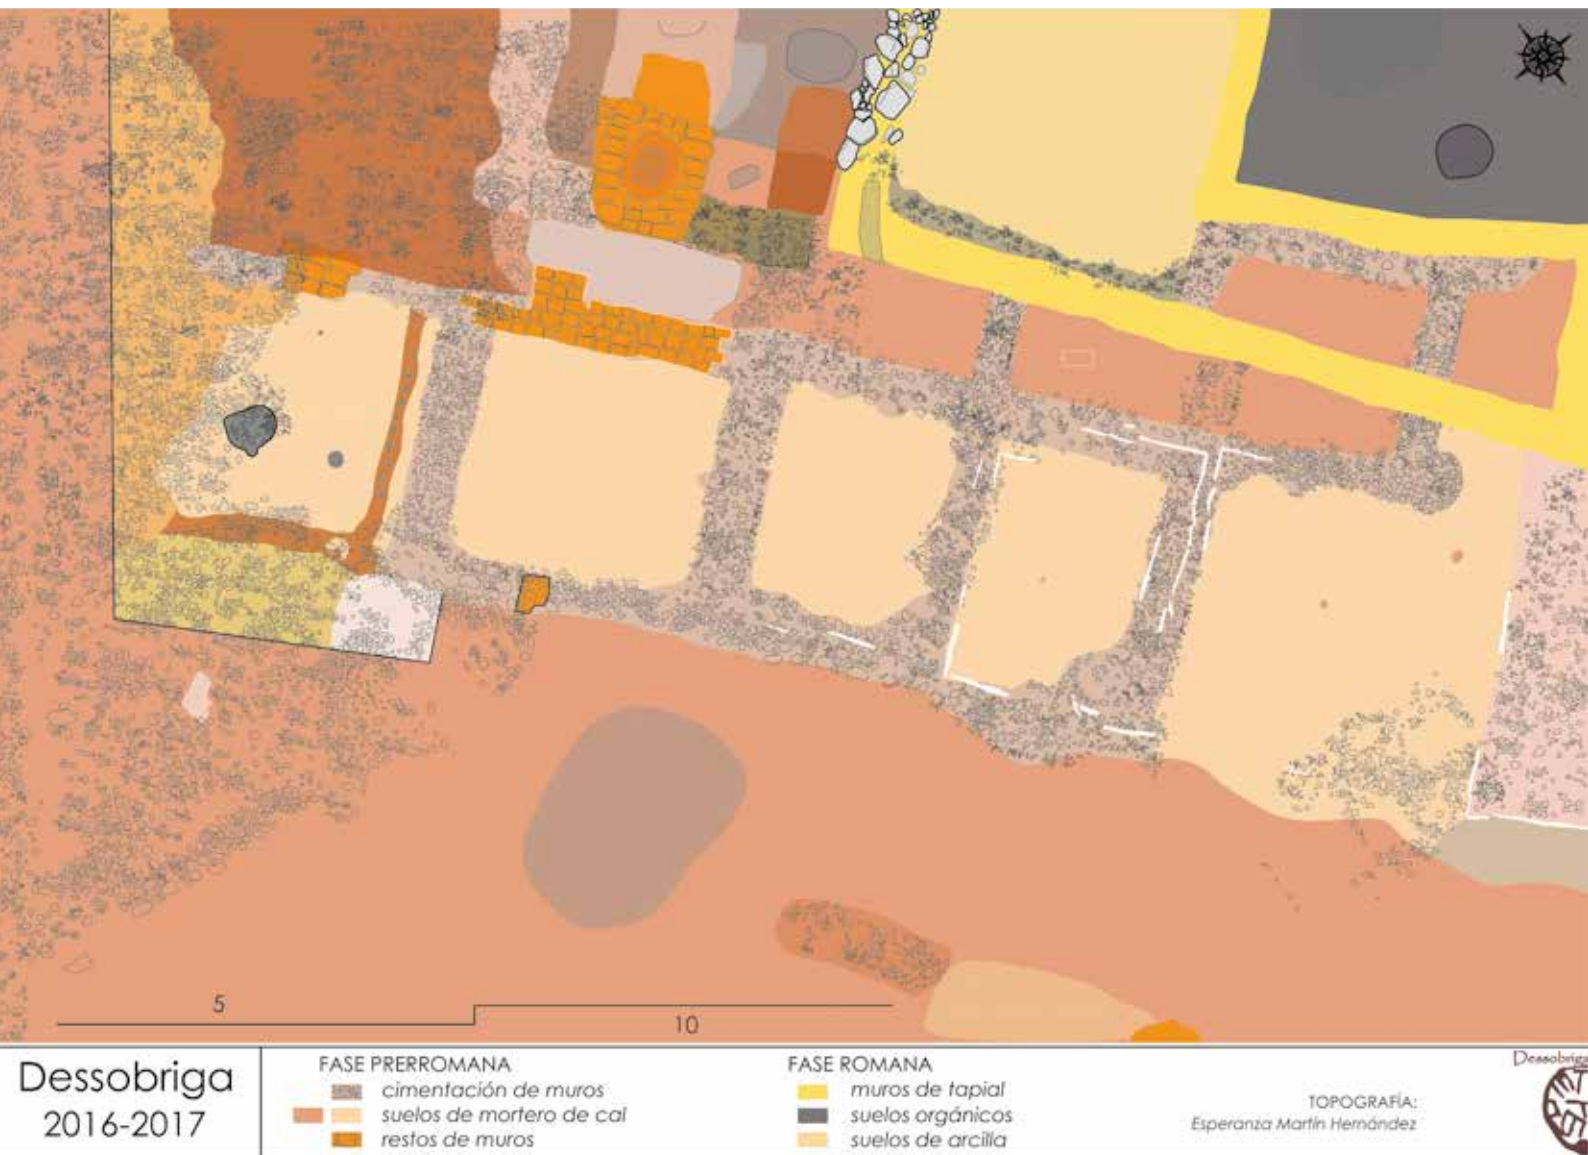 5
10
Dessobriga
2016-2017
FASE PRERROMANA
cimentación de muros
suelos de mortero de cal
restos de muros
FASE ROMANA
muros de tapial
suelos orgánicos
suelos de arcilla
TOPOGRAFÍA:
Esperanza Martín Hernández
Dessobriga